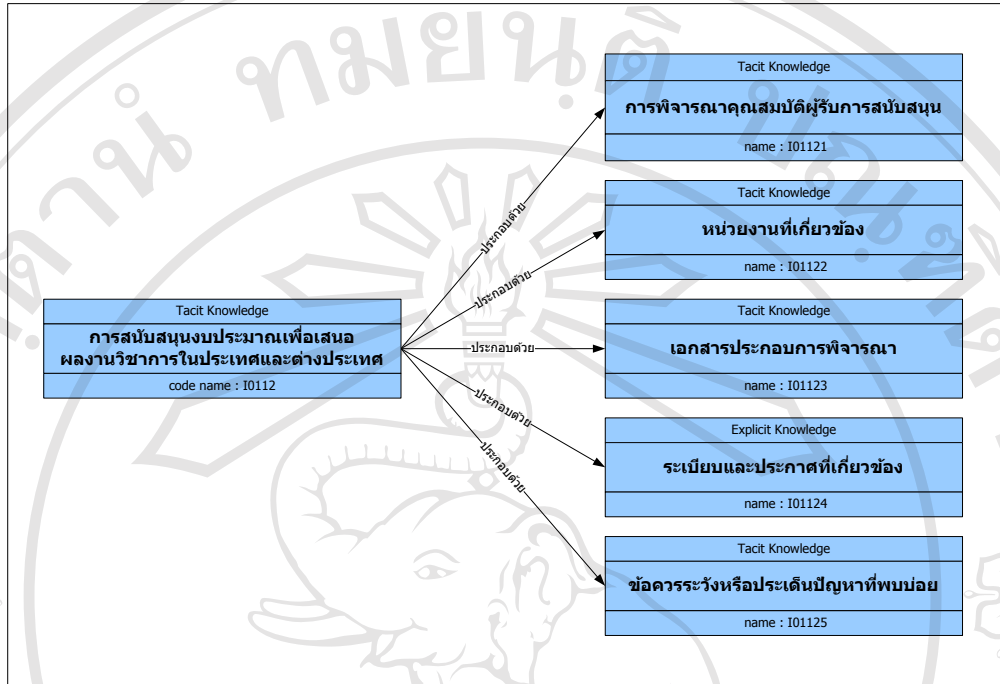 Tacit Knowledge
การสนับสนุนงบประมาณเพื่อเสนอ
ผลงานวิชาการในประเทศและต่างประเทศ
code name : I0112
ประกอบด้วย
ประกอบด้วย
ประกอบด้วย
ประกอบด้วย
ประกอบด้วย
Tacit Knowledge
การพิจารณาคุณสมบัติผู้รับการสนับสนุน
name : I01121
Tacit Knowledge
หน่วยงานที่เกี่ยวข้อง
name : I01122
Tacit Knowledge
เอกสารประกอบการพิจารณา
name : I01123
Explicit Knowledge
ระเบียบและประกาศที่เกี่ยวข้อง
name : I01124
Tacit Knowledge
ข้อควรระวังหรือประเด็นปัญหาที่พบบ่อย
name : I01125